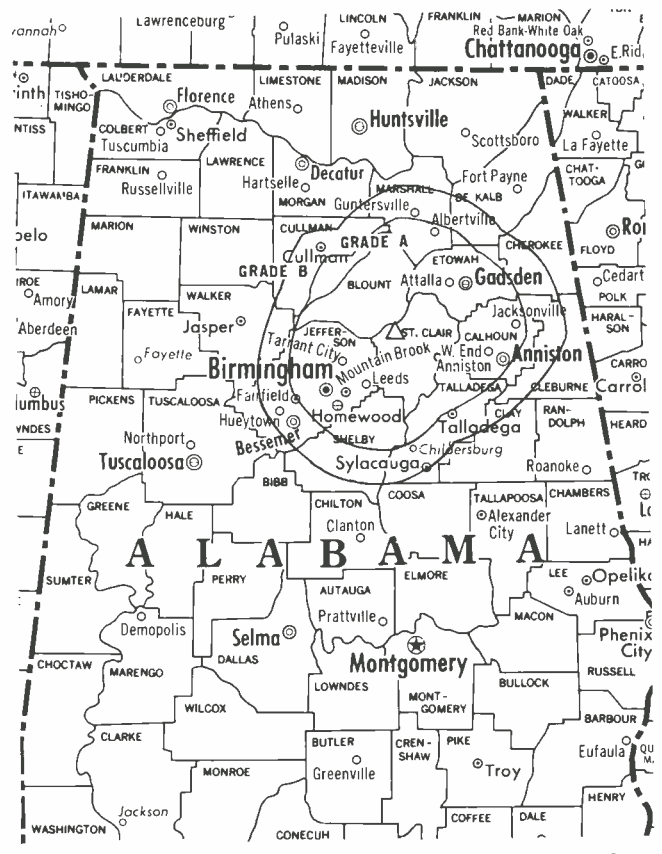 Lawrenceburg
LINCOLN
FRANKLIN
MARION
Red Bank-White Oak
Pulaski
Fayetteville
Chattanooga
E.Rid
LAUDERDALE
LIMESTONE
MADISON
JACKSON
DADE
CATOOSA
TISHO-
MINGO
Florence
Athens
Huntsville
WALKER
COLBERT
Sheffield
Tuscumbia
Scottsboro
La Fayette
LAWRENCE
FRANKLIN
Russellville
Decatur
Hartselle
MORGAN
Fort Payne
CHAT-
TOOGA
ITAWAMBA
MARSHALL
DE KALB
Guntersville
Albertville
MARION
WINSTON
CULLMAN
Cullman
GRADE A
CHEROKEE
FLOYD
GRADE B
ETOWAH
BLOUNT
Attalla
Gadsden
Cedart
POLK
LAMAR
WALKER
Amory
FAYETTE
Jasper
Jacksonville
HARAL-
SON
Aberdeen
JEFFER-
SON
ST. CLAIR
CALHOUN
Tarrant City
Mountain Brook
W. End
Anniston
Anniston
Fayette
Birmingham
Leeds
TALLADEGA
CLEBURNE
CARRO
Carrol
PICKENS
TUSCALOOSA
Fairfield
Homewood
CLAY
RAN-
DOLPH
HEARD
Hueytown
Talladega
Bessemer
SHELBY
Northport
Childersburg
Tuscaloosa
Sylacauga
Roanoke
BIBB
GREENE
HALE
CHILTON
COOSA
TALLAPOOSA
CHAMBERS
Clanton
Alexander
City
Lanett
ALABAMA
SUMTER
PERRY
ELMORE
AUTAUGA
LEE
Opelik
Auburn
Prattville
MACON
Demopolis
Selma
Phenix
City
DALLAS
Montgomery
CHOCTAW
MARENGO
LOWNDES
MONT-
GOMERY
BULLOCK
RUSSELL
WILCOX
BARBOUR
CLARKE
BUTLER
CREN-
SHAW
PIKE
Eufaula
MONROE
Greenville
Troy
HENRY
Jackson
WASHINGTON
CONECUH
COFFEE
DALE